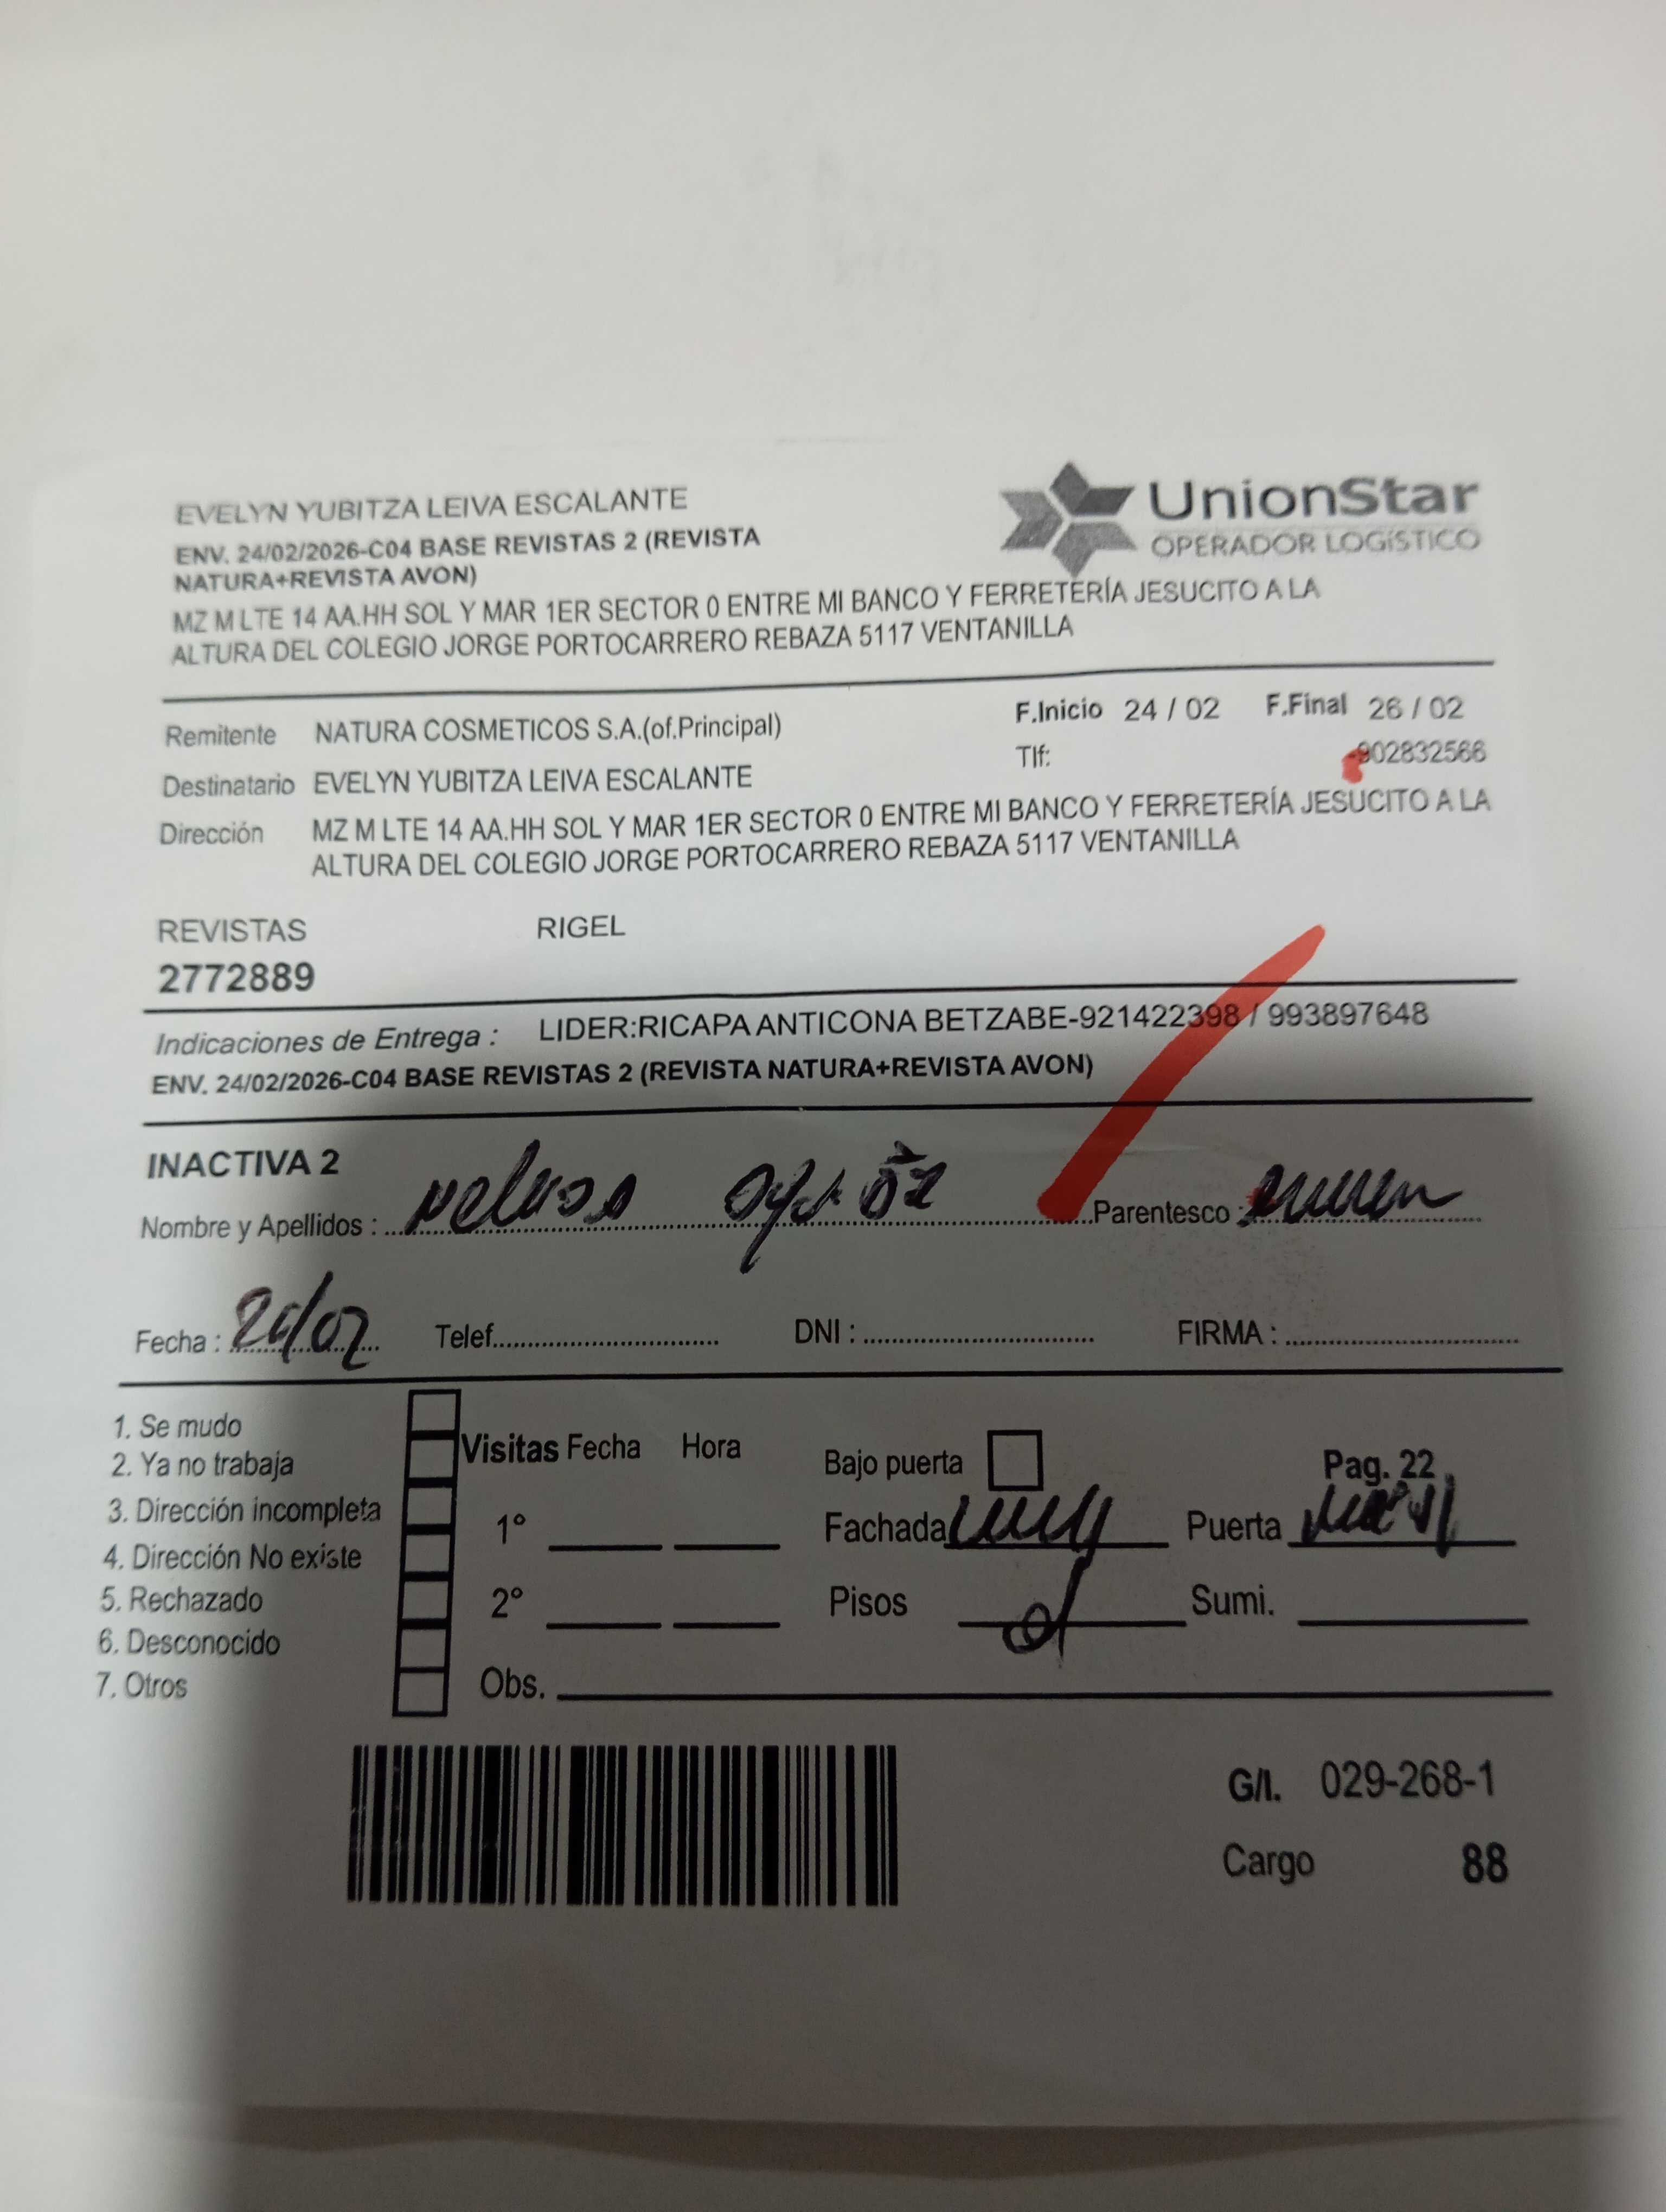 EVELYN YUBITZA LEIVA ESCALANTE
ENV. 24/02/2026-C04 BASE REVISTAS 2 (REVISTA
NATURA+REVISTA AVON)
UnionStar
OPERADOR LOGÍSTICO
MZ M LTE 14 AA.HH SOL Y MAR 1ER SECTOR 0 ENTRE MI BANCO Y FERRETERÍA JESUCITO A LA
ALTURA DEL COLEGIO JORGE PORTOCARRERO REBAZA 5117 VENTANILLA
Remitente NATURA COSMETICOS S.A.(of.Principal) F.Inicio 24 / 02 F.Final 26 / 02
Tlf: -902832566
Destinatario EVELYN YUBITZA LEIVA ESCALANTE
Dirección MZ M LTE 14 AA.HH SOL Y MAR 1ER SECTOR 0 ENTRE MI BANCO Y FERRETERÍA JESUCITO A LA
ALTURA DEL COLEGIO JORGE PORTOCARRERO REBAZA 5117 VENTANILLA
REVISTAS RIGEL
2772889
Indicaciones de Entrega : LIDER:RICAPA ANTICONA BETZABE-921422398 / 993897648
ENV. 24/02/2026-C04 BASE REVISTAS 2 (REVISTA NATURA+REVISTA AVON)
INACTIVA 2
Nombre y Apellidos : Parentesco :
Fecha : Telef. DNI : FIRMA :
1. Se mudo
2. Ya no trabaja
3. Dirección incompleta
4. Dirección No existe
5. Rechazado
6. Desconocido
7. Otros
Visitas Fecha Hora
1°
2°
Obs.
Bajo puerta Pag. 22
Fachada Puerta
Pisos Sumi.
G/I. 029-268-1
Cargo 88